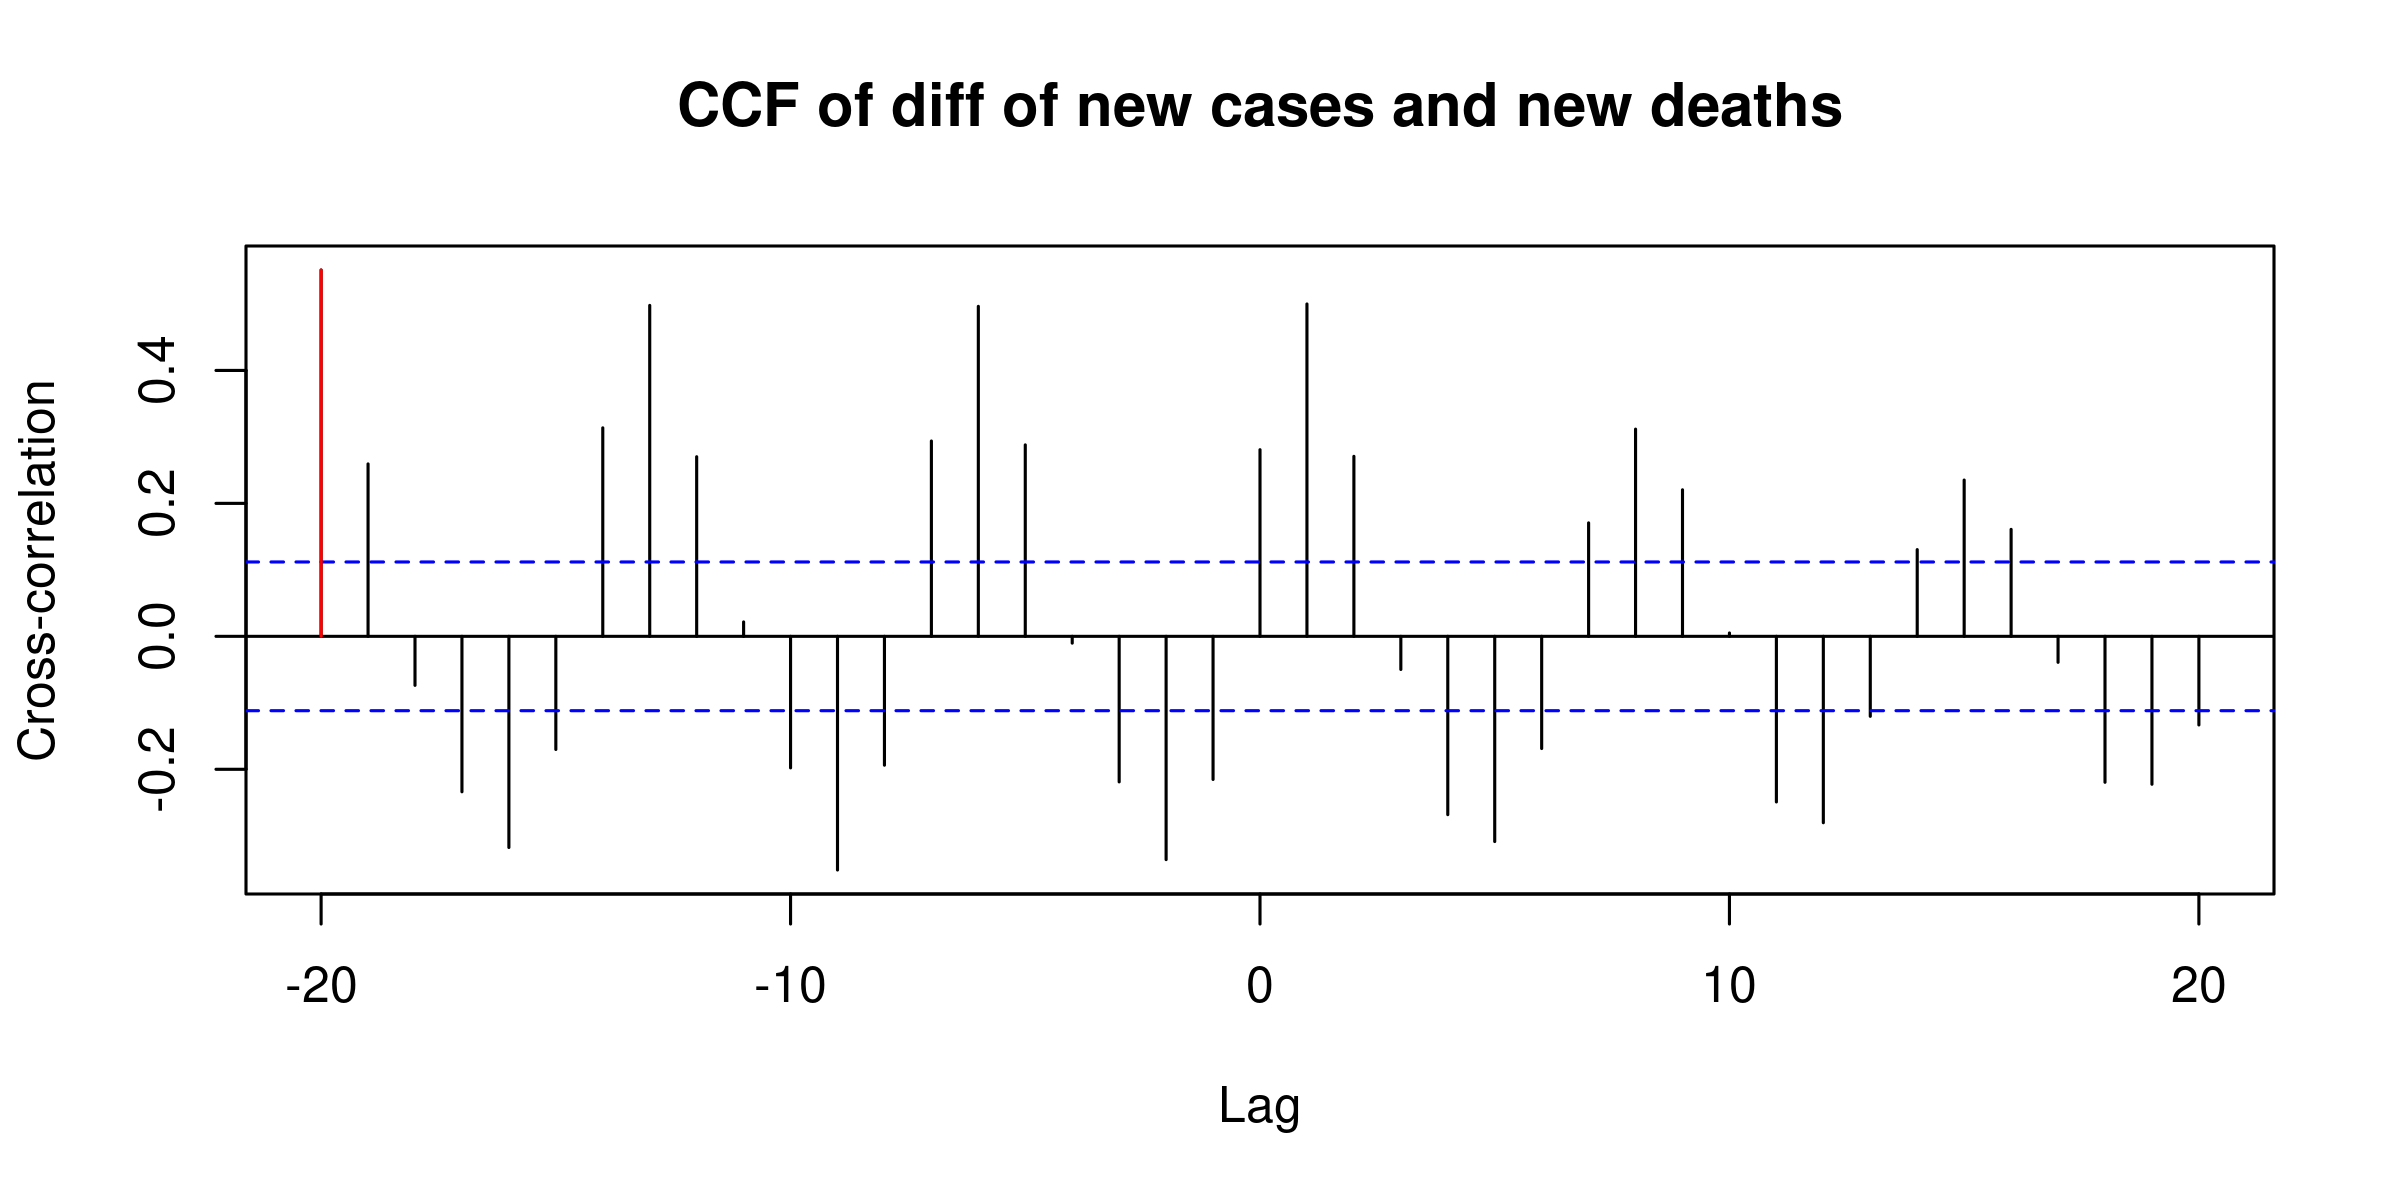 CCF of diff of new cases and new deaths
Cross-correlation
0.4
0.2
0.0
-0.2
-20 -10 0 10 20
Lag